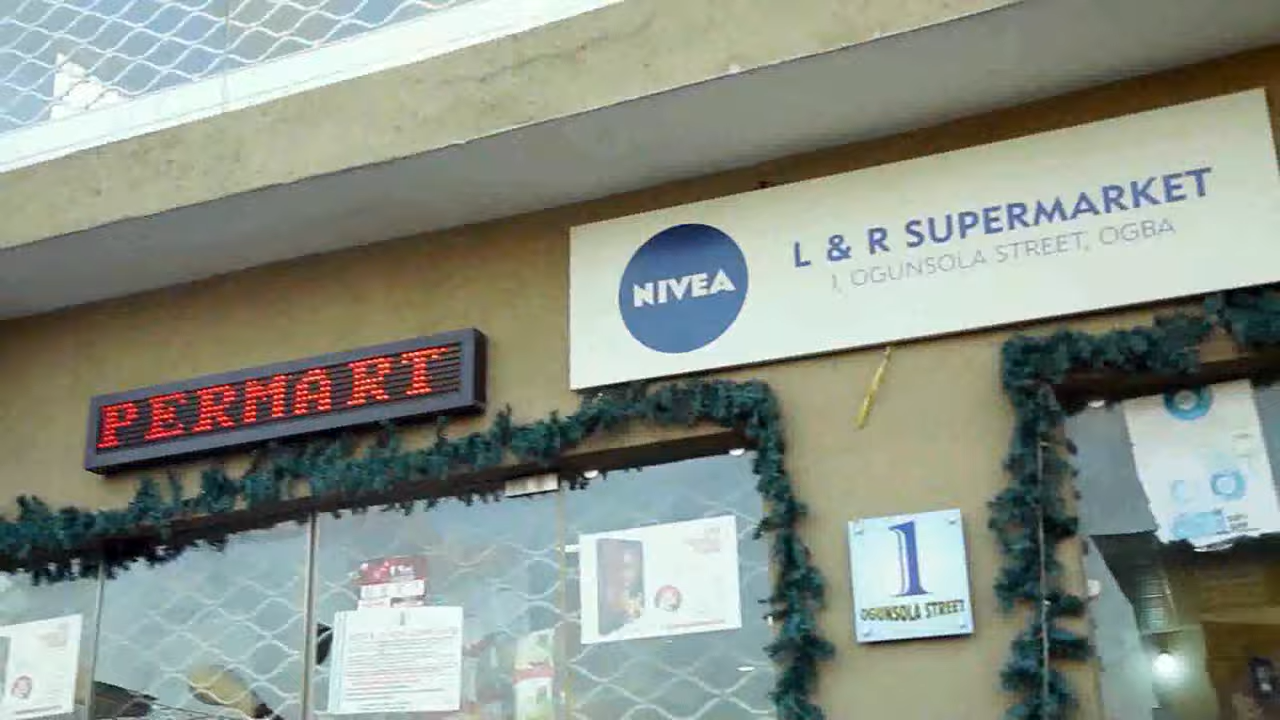 NIVEA
L & R SUPERMARKET
1, OGUNSOLA STREET, OGBA
PERMART
1
OGUNSOLA STREET